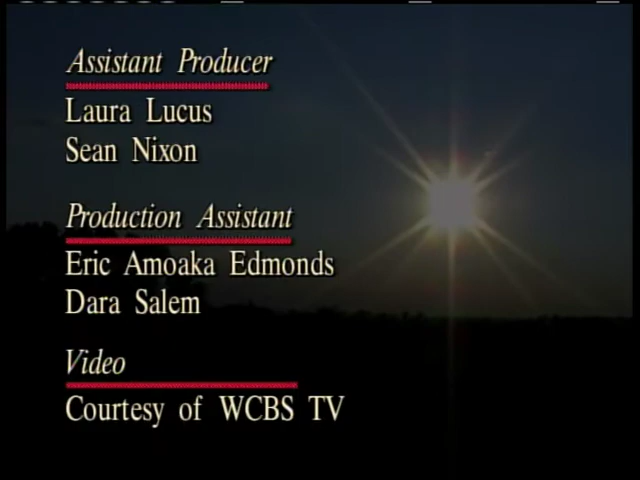 Assistant Producer
Laura Lucus
Sean Nixon
Production Assistant
Eric Amoaka Edmonds
Dara Salem
Video
Courtesy of WCBS TV